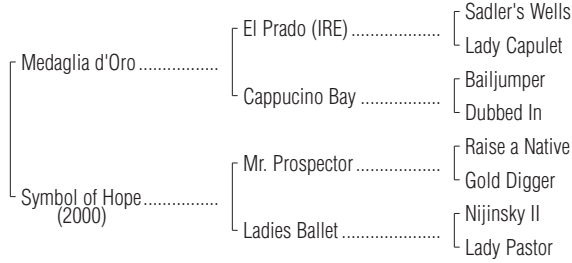 Sadler's Wells
El Prado (IRE) ...................
Lady Capulet
Medaglia d'Oro ................
Bailjumper
Cappucino Bay .................
Dubbed In
Raise a Native
Mr. Prospector ..................
Gold Digger
Symbol of Hope ...............
(2000)
Nijinsky II
Ladies Ballet .....................
Lady Pastor